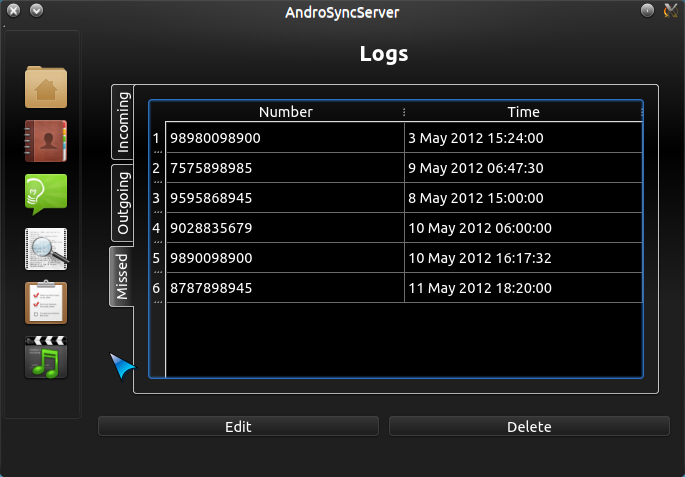 AndroSyncServer
Logs
Incoming
Outgoing
Missed
Number Time
1 98980098900 3 May 2012 15:24:00
2 7575898985 9 May 2012 06:47:30
3 9595868945 8 May 2012 15:00:00
4 9028835679 10 May 2012 06:00:00
5 9890098900 10 May 2012 16:17:32
6 8787898945 11 May 2012 18:20:00
Edit Delete